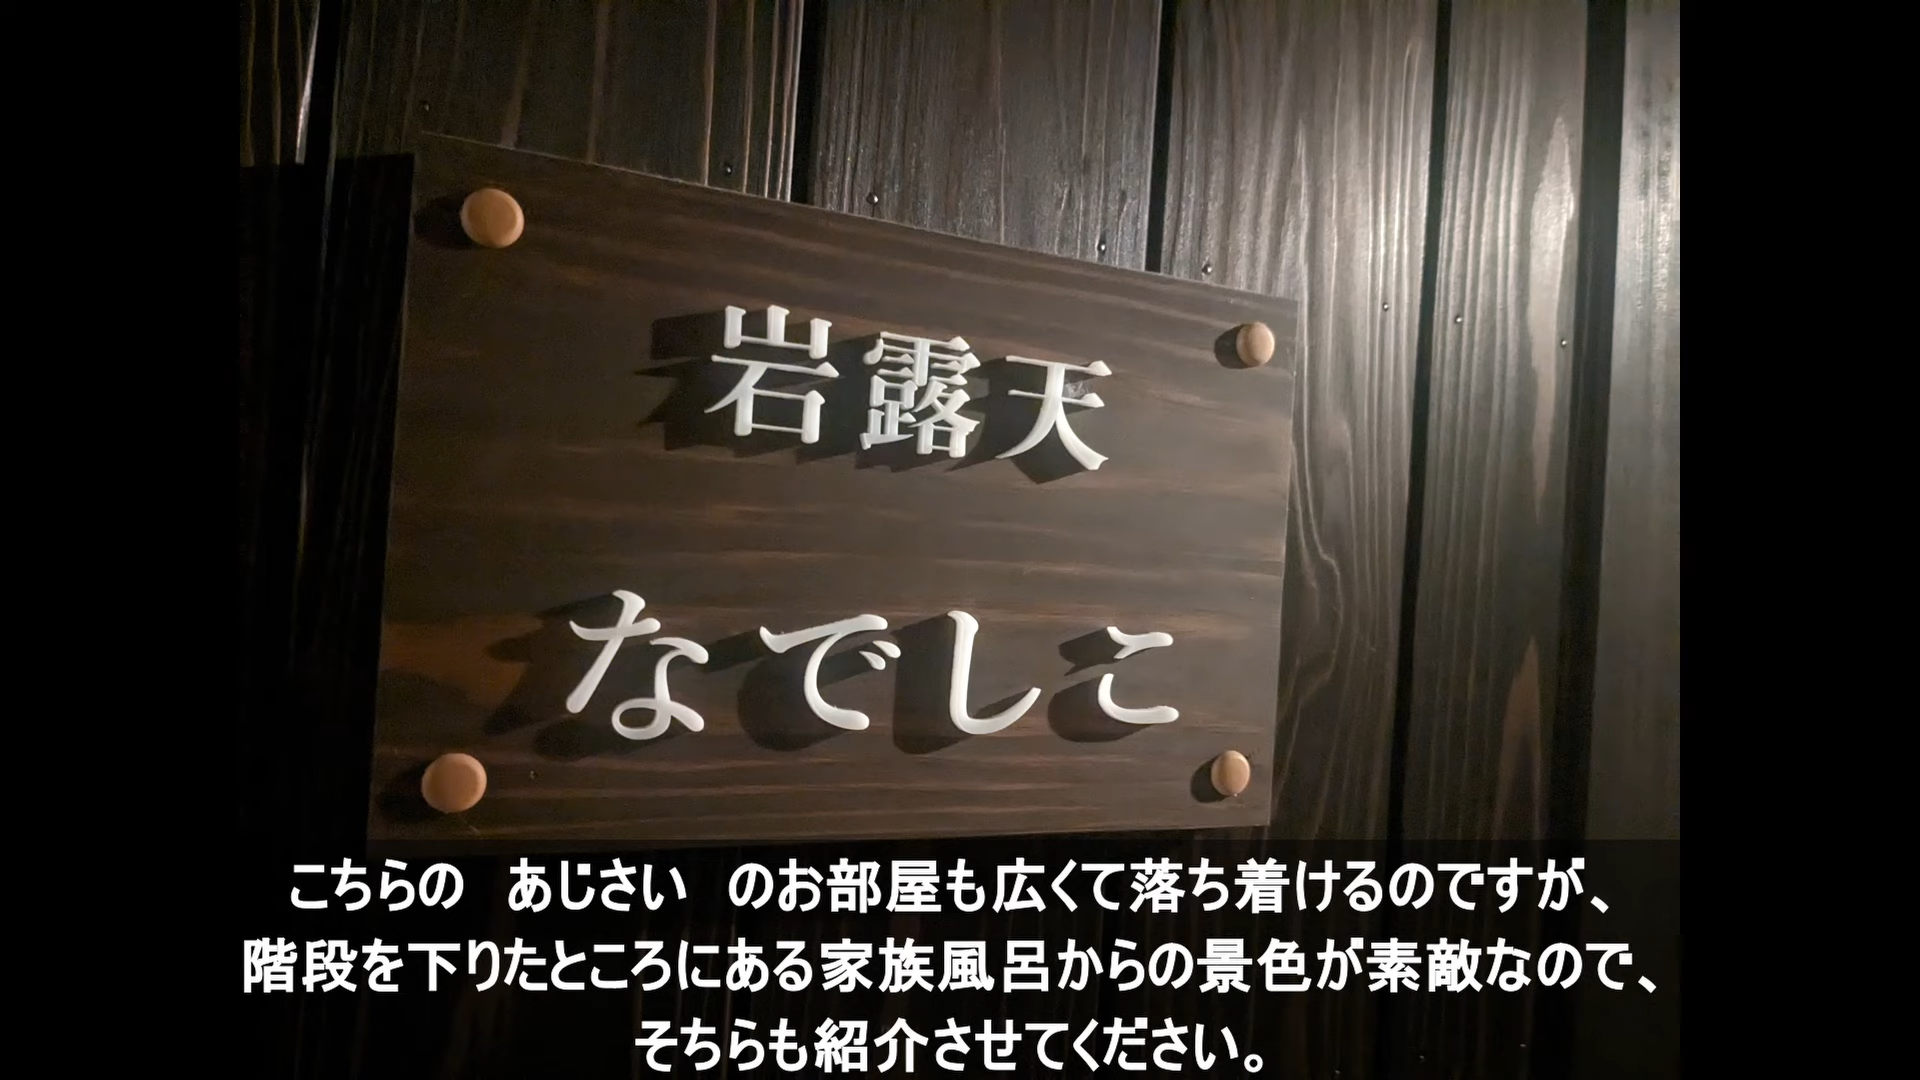 岩露天
なでしこ
こちらの　あじさい　のお部屋も広くて落ち着けるのですが、
階段を下りたところにある家族風呂からの景色が素敵なので、
そちらも紹介させてください。